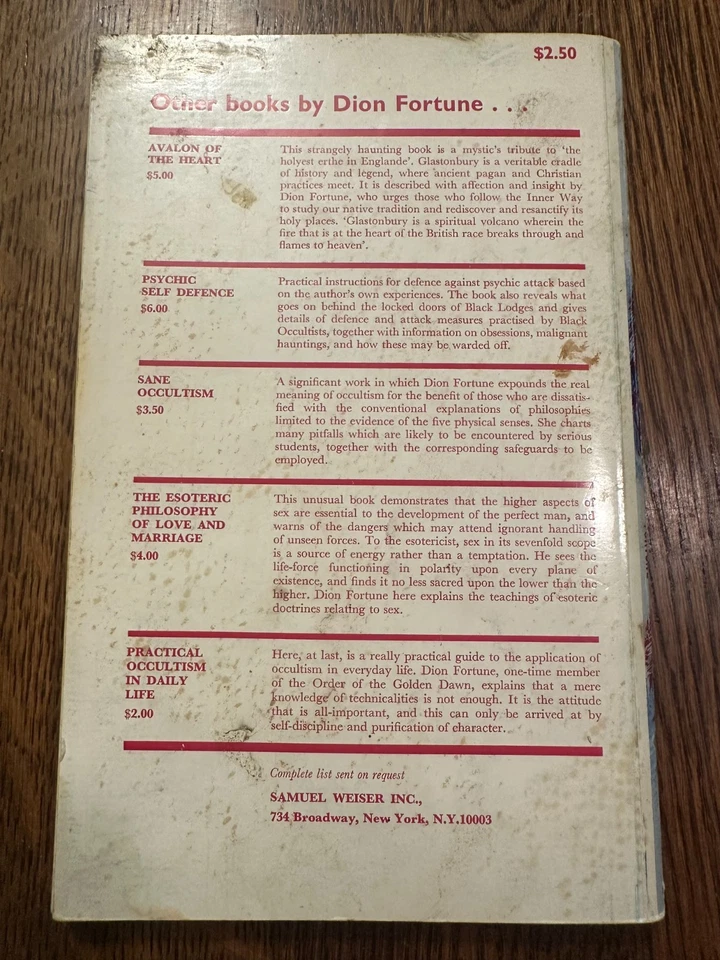 $2.50
Other books by Dion Fortune . . .
AVALON OF
THE HEART
$5.00
This strangely haunting book is a mystic's tribute to 'the
holyest erthe in Englande'. Glastonbury is a veritable cradle
of history and legend, where ancient pagan and Christian
practices meet. It is described with affection and insight by
Dion Fortune, who urges those who follow the Inner Way
to study our native tradition and rediscover and resanctify its
holy places. 'Glastonbury is a spiritual volcano wherein the
fire that is at the heart of the British race breaks through and
flames to heaven'.
PSYCHIC
SELF DEFENCE
$6.00
Practical instructions for defence against psychic attack based
on the author's own experiences. The book also reveals what
goes on behind the locked doors of Black Lodges and gives
details of defence and attack measures practised by Black
Occultists, together with information on obsessions, malignant
hauntings, and how these may be warded off.
SANE
OCCULTISM
$3.50
A significant work in which Dion Fortune expounds the real
meaning of occultism for the benefit of those who are dissatis-
fied with the conventional explanations of philosophies
limited to the evidence of the five physical senses. She charts
many pitfalls which are likely to be encountered by serious
students, together with the corresponding safeguards to be
employed.
THE ESOTERIC
PHILOSOPHY
OF LOVE AND
MARRIAGE
$4.00
This unusual book demonstrates that the higher aspects of
sex are essential to the development of the perfect man, and
warns of the dangers which may attend ignorant handling
of unseen forces. To the esotericist, sex in its sevenfold scope
is a source of energy rather than a temptation. He sees the
life-force functioning in polarity upon every plane of
existence, and finds it no less sacred upon the lower than the
higher. Dion Fortune here explains the teachings of esoteric
doctrines relating to sex.
PRACTICAL
OCCULTISM
IN DAILY
LIFE
$2.00
Here, at last, is a really practical guide to the application of
occultism in everyday life. Dion Fortune, one-time member
of the Order of the Golden Dawn, explains that a mere
knowledge of technicalities is not enough. It is the attitude
that is all-important, and this can only be arrived at by
self-discipline and purification of character.
Complete list sent on request
SAMUEL WEISER INC.,
734 Broadway, New York, N.Y.10003